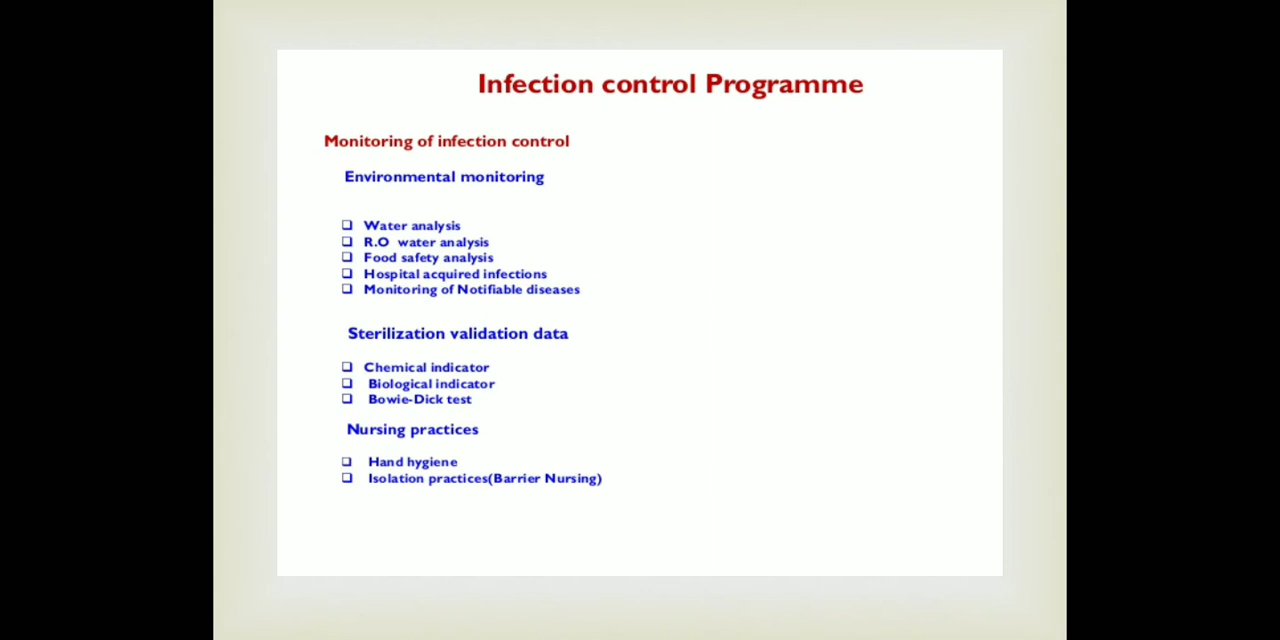 Infection control Programme
Monitoring of infection control
Environmental monitoring
❑ Water analysis
❑ R.O water analysis
❑ Food safety analysis
❑ Hospital acquired infections
❑ Monitoring of Notifiable diseases
Sterilization validation data
❑ Chemical indicator
❑ Biological indicator
❑ Bowie-Dick test
Nursing practices
❑ Hand hygiene
❑ Isolation practices(Barrier Nursing)